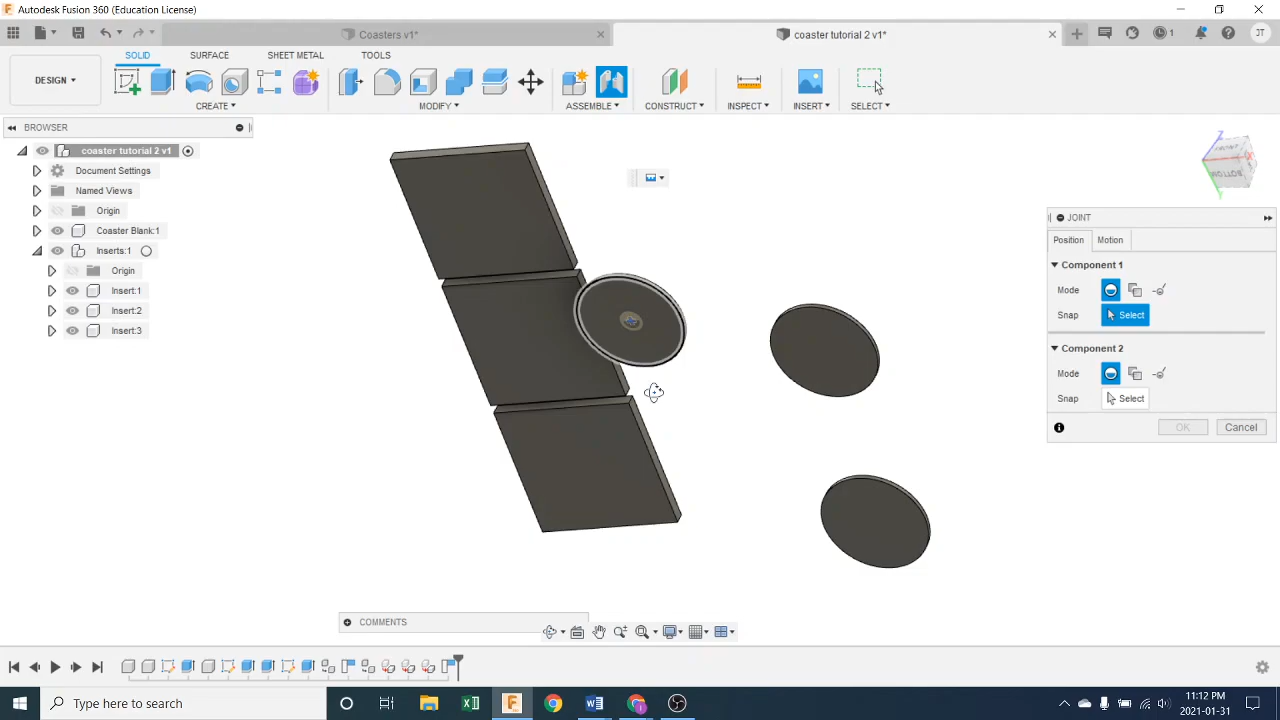 Autodesk Fusion 360 (Education License)
Coasters v1*
coaster tutorial 2 v1*
1
JT
DESIGN
SOLID
SURFACE
SHEET METAL
TOOLS
CREATE
MODIFY
ASSEMBLE
CONSTRUCT
INSPECT
INSERT
SELECT
BROWSER
coaster tutorial 2 v1
Document Settings
Named Views
Origin
Coaster Blank:1
Inserts:1
Origin
Insert:1
Insert:2
Insert:3
Z
X
Y
BOTTOM
JOINT
Position
Motion
Component 1
Mode
Snap
Select
Component 2
Mode
Snap
Select
OK
Cancel
COMMENTS
Type here to search
11:12 PM
2021-01-31